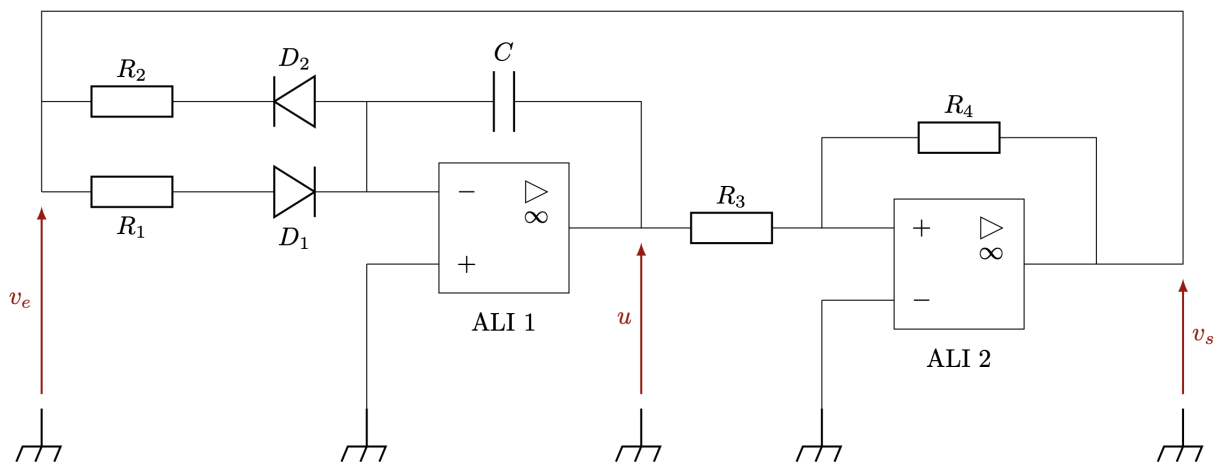 C
D₂
R₂
R₄
− ▷
∞
R₃
R₁
D₁
+ ▷
∞
+
−
vₑ
u
ALI 1
vₛ
ALI 2